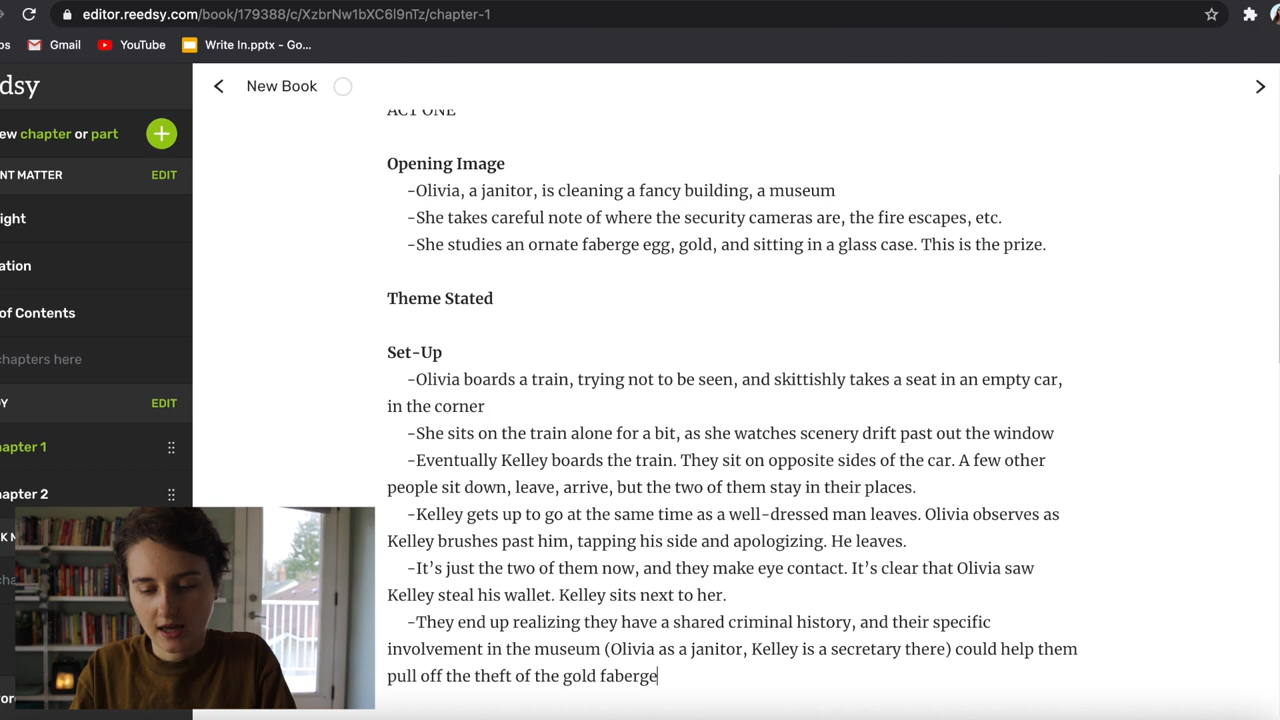 editor.reedsy.com/book/179388/c/XzbrNw1bXC6l9nTz/chapter-1
ps Gmail YouTube Write In.pptx - Go...
edsy
New Book
ew chapter or part
NT MATTER EDIT
ight
ation
of Contents
chapters here
DY EDIT
hapter 1
hapter 2
ACT ONE
Opening Image
-Olivia, a janitor, is cleaning a fancy building, a museum
-She takes careful note of where the security cameras are, the fire escapes, etc.
-She studies an ornate faberge egg, gold, and sitting in a glass case. This is the prize.
Theme Stated
Set-Up
-Olivia boards a train, trying not to be seen, and skittishly takes a seat in an empty car,
in the corner
-She sits on the train alone for a bit, as she watches scenery drift past out the window
-Eventually Kelley boards the train. They sit on opposite sides of the car. A few other
people sit down, leave, arrive, but the two of them stay in their places.
-Kelley gets up to go at the same time as a well-dressed man leaves. Olivia observes as
Kelley brushes past him, tapping his side and apologizing. He leaves.
-It’s just the two of them now, and they make eye contact. It’s clear that Olivia saw
Kelley steal his wallet. Kelley sits next to her.
-They end up realizing they have a shared criminal history, and their specific
involvement in the museum (Olivia as a janitor, Kelley is a secretary there) could help them
pull off the theft of the gold faberge